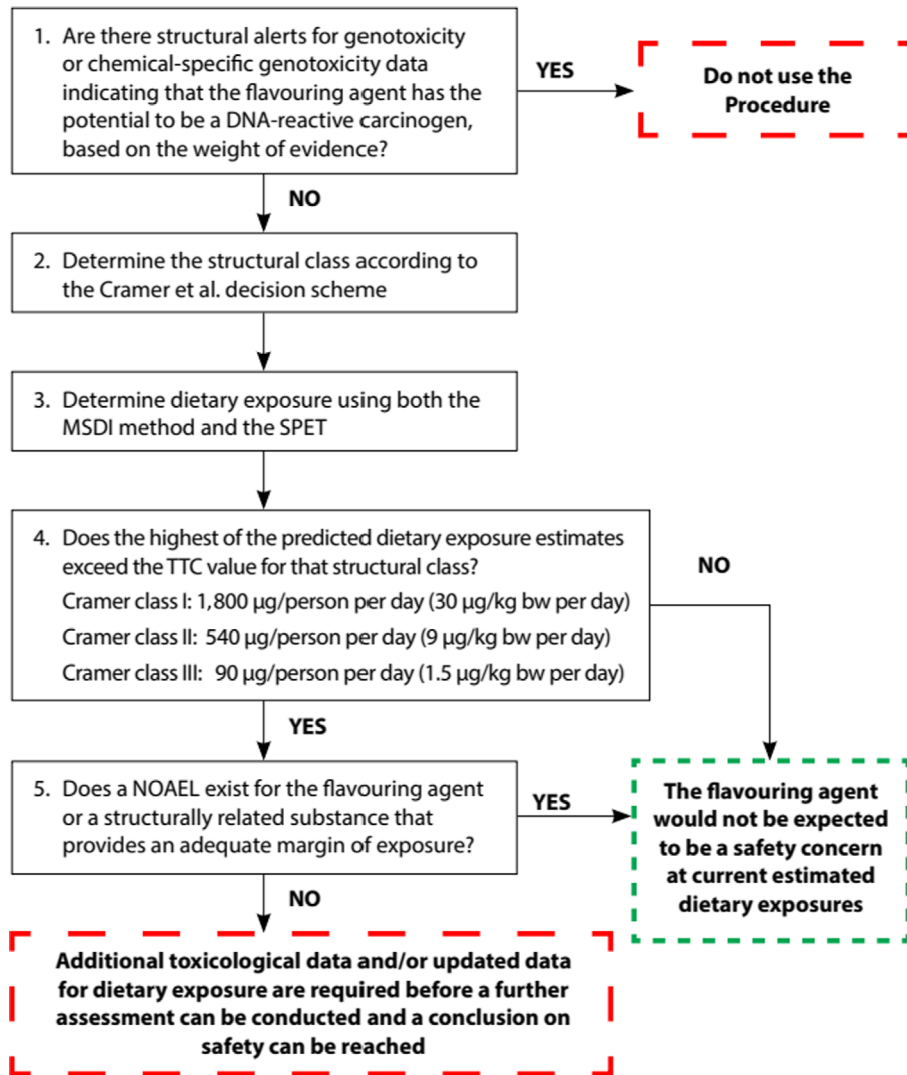 1. Are there structural alerts for genotoxicity
or chemical-specific genotoxicity data
indicating that the flavouring agent has the
potential to be a DNA-reactive carcinogen,
based on the weight of evidence?
YES
Do not use the
Procedure
NO
2. Determine the structural class according to
the Cramer et al. decision scheme
3. Determine dietary exposure using both the
MSDI method and the SPET
4. Does the highest of the predicted dietary exposure estimates
exceed the TTC value for that structural class?
Cramer class I: 1,800 µg/person per day (30 µg/kg bw per day)
Cramer class II: 540 µg/person per day (9 µg/kg bw per day)
Cramer class III: 90 µg/person per day (1.5 µg/kg bw per day)
NO
YES
5. Does a NOAEL exist for the flavouring agent
or a structurally related substance that
provides an adequate margin of exposure?
YES
The flavouring agent
would not be expected
to be a safety concern
at current estimated
dietary exposures
NO
Additional toxicological data and/or updated data
for dietary exposure are required before a further
assessment can be conducted and a conclusion on
safety can be reached